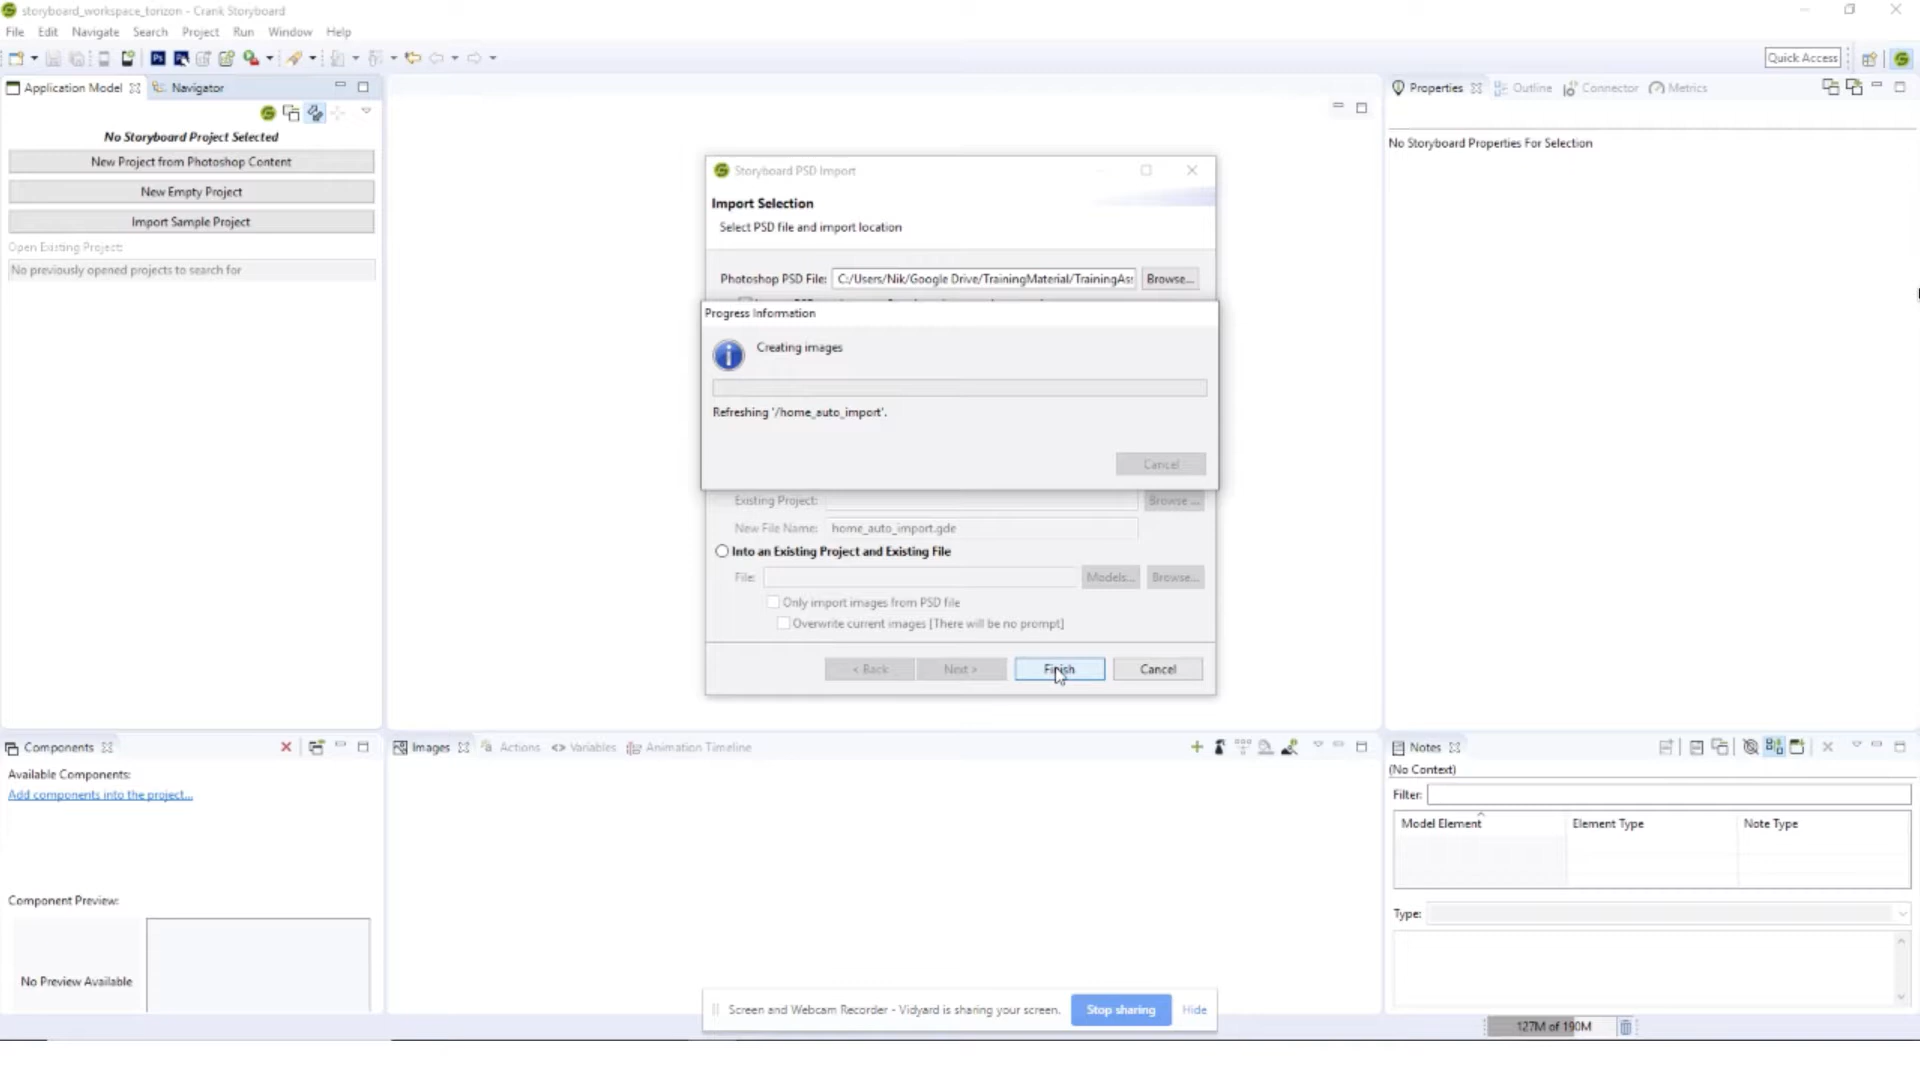 storyboard_workspace_torizon - Crank Storyboard
File Edit Navigate Search Project Run Window Help
Quick Access
Application Model
Navigator
No Storyboard Project Selected
New Project from Photoshop Content
New Empty Project
Import Sample Project
Open Existing Project:
No previously opened projects to search for
Storyboard PSD Import
Import Selection
Select PSD file and import location
Photoshop PSD File: C:/Users/Nik/Google Drive/TrainingMaterial/TrainingAs Browse...
Progress Information
Creating images
Refreshing '/home_auto_import'.
Cancel
Existing Project: Browse ...
New File Name: home_auto_import.gde
Into an Existing Project and Existing File
File: Models... Browse...
Only import images from PSD file
Overwrite current images [There will be no prompt]
< Back Next > Finish Cancel
Properties Outline Connector Metrics
No Storyboard Properties For Selection
Components
Available Components:
Add components into the project...
Component Preview:
No Preview Available
Images Actions Variables Animation Timeline
Notes
(No Context)
Filter:
Model Element Element Type Note Type
Type:
Screen and Webcam Recorder - Vidyard is sharing your screen. Stop sharing Hide
127M of 190M